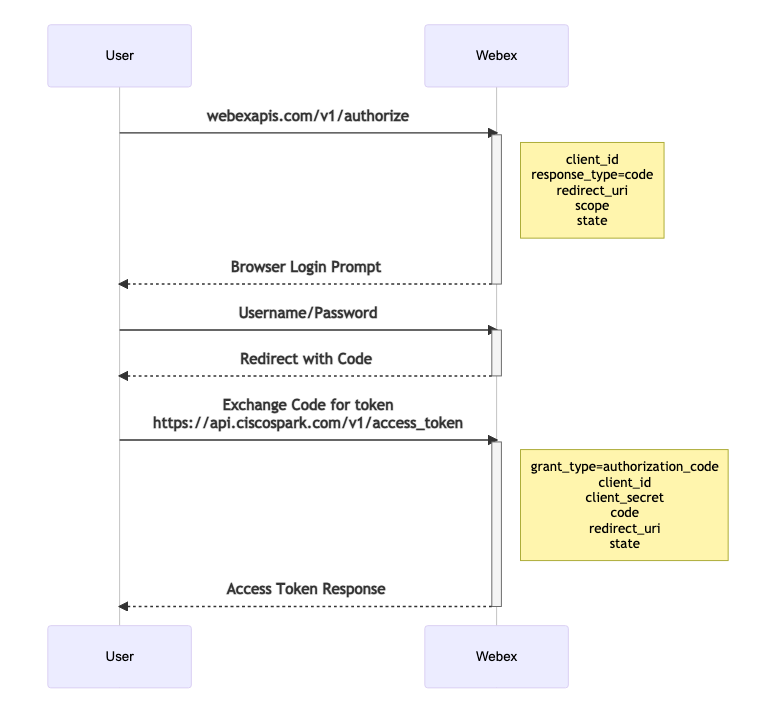 User
Webex
webexapis.com/v1/authorize
client_id
response_type=code
redirect_uri
scope
state
Browser Login Prompt
Username/Password
Redirect with Code
Exchange Code for token
https://api.ciscospark.com/v1/access_token
grant_type=authorization_code
client_id
client_secret
code
redirect_uri
state
Access Token Response
User
Webex